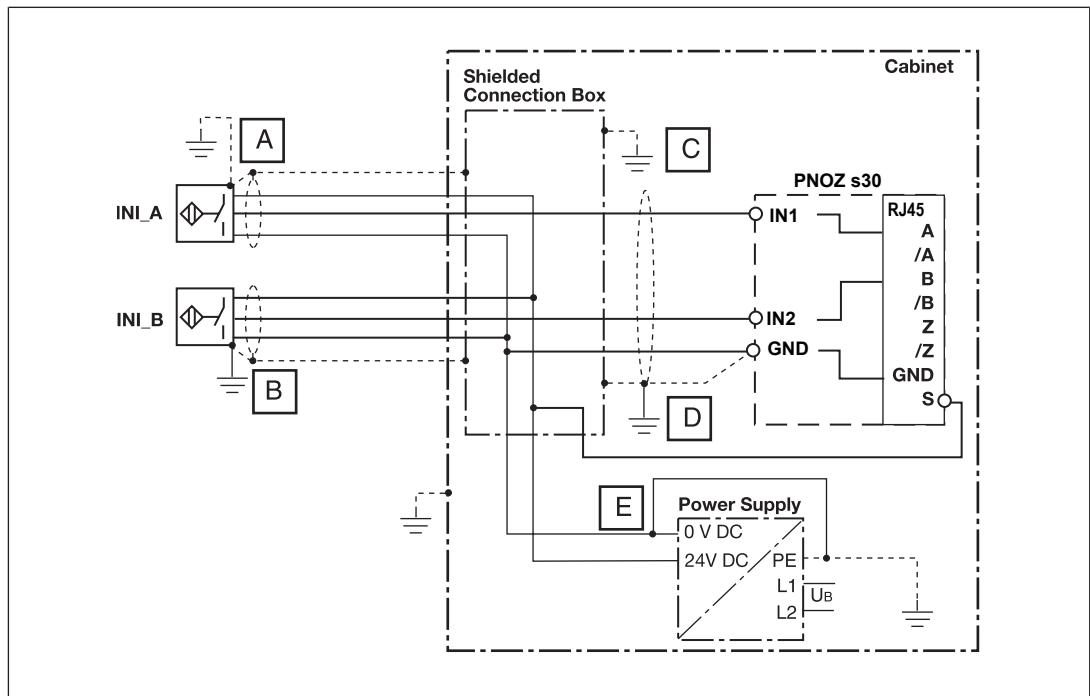 Cabinet
Shielded
Connection Box
A
C
PNOZ s30
INI_A
IN1
RJ45
A
/A
B
/B
INI_B
IN2
Z
/Z
GND
GND
B
S
D
E
Power Supply
0 V DC
24V DC
PE
L1
UB
L2